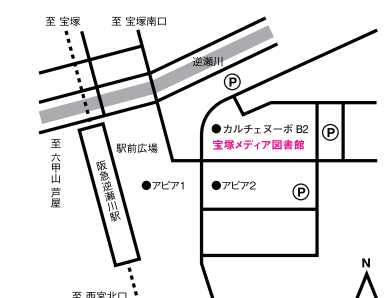 至 宝塚
至 宝塚南口
逆瀬川
P
カルチェヌーボ B2
P
宝塚メディア図書館
駅前広場
至 六甲山 芦屋
阪急逆瀬川駅
アピア1
アピア2
P
N
至 西宮北口